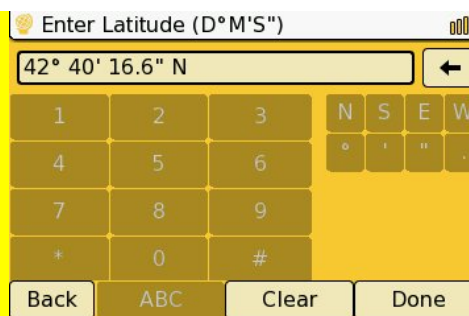 Enter Latitude (D°M'S")
42° 40' 16.6" N
1 2 3 N S E W
4 5 6 ° ' " .
7 8 9
* 0 #
Back ABC Clear Done